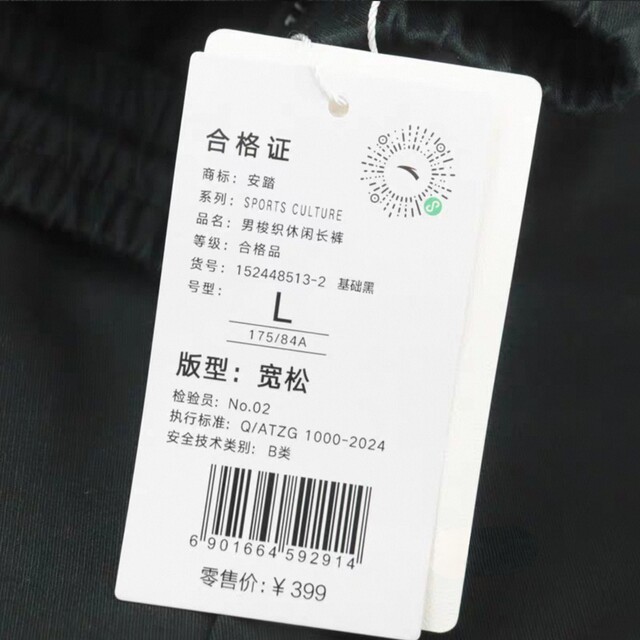 合格证
商标：安踏
系列：SPORTS CULTURE
品名：男梭织休闲长裤
等级：合格品
货号：152448513-2 基础黑
号型：
L
175/84A
版型：宽松
检验员：No.02
执行标准：Q/ATZG 1000-2024
安全技术类别：B类
6 901664 592914
零售价：￥399